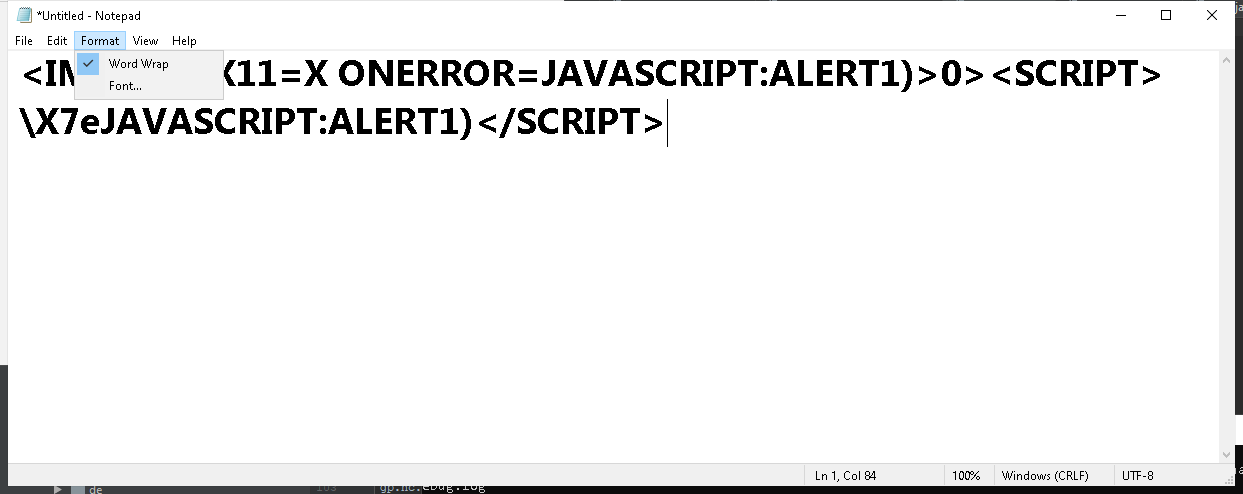 *Untitled - Notepad
File Edit Format View Help
Word Wrap
Font...
<IM X11=X ONERROR=JAVASCRIPT:ALERT1)>0><SCRIPT>
\X7eJAVASCRIPT:ALERT1)</SCRIPT>
Ln 1, Col 84 100% Windows (CRLF) UTF-8
de